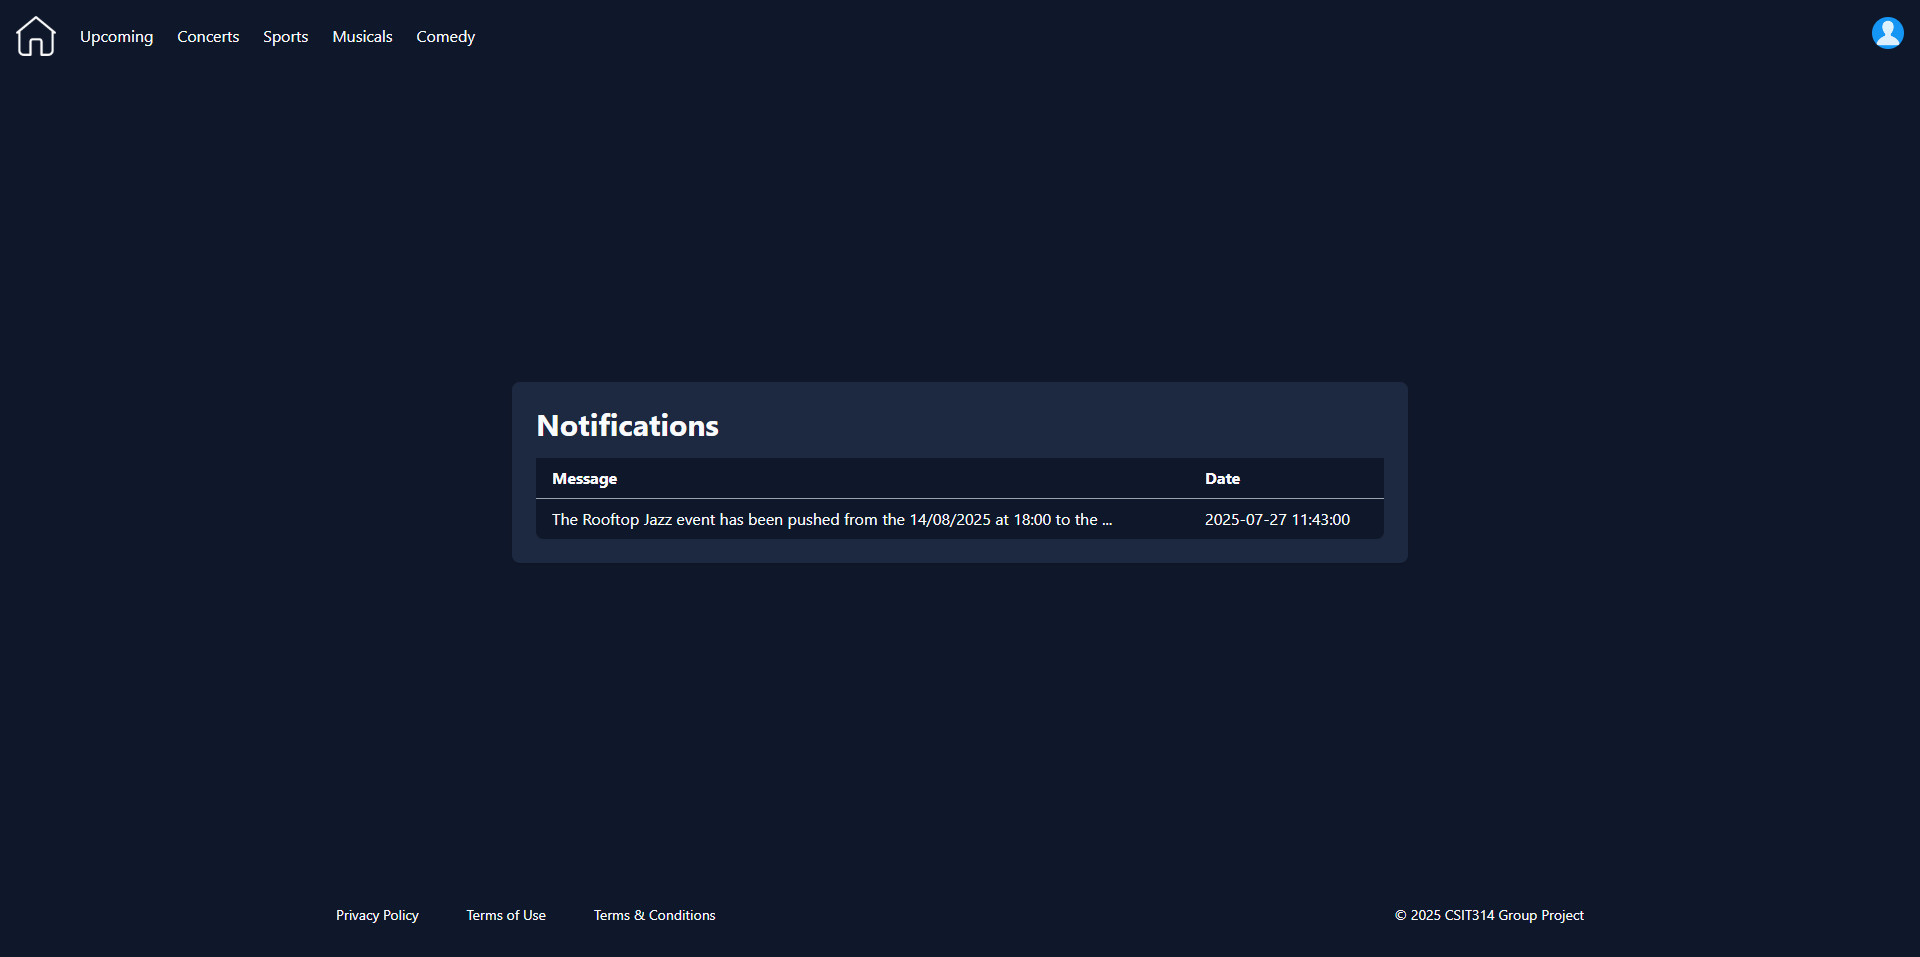 Upcoming Concerts Sports Musicals Comedy
Notifications
Message Date
The Rooftop Jazz event has been pushed from the 14/08/2025 at 18:00 to the ... 2025-07-27 11:43:00
Privacy Policy Terms of Use Terms & Conditions © 2025 CSIT314 Group Project